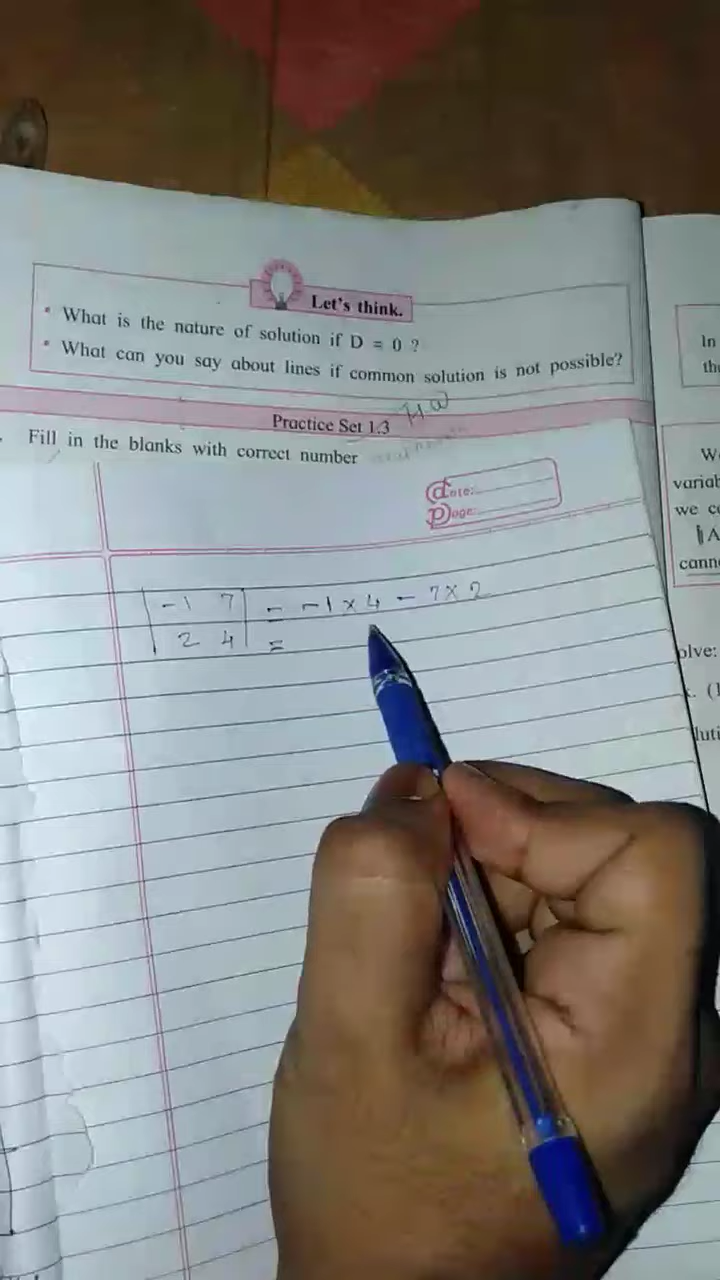 Let's think.
• What is the nature of solution if D = 0 ?
• What can you say about lines if common solution is not possible?
Practice Set 1.3 H.W
Fill in the blanks with correct number
Date:
Page:
| -1 7 | = -1 × 4 - 7 × 2
| 2 4 | =
In
th
W
variab
we c
A
cann
olve:
luti